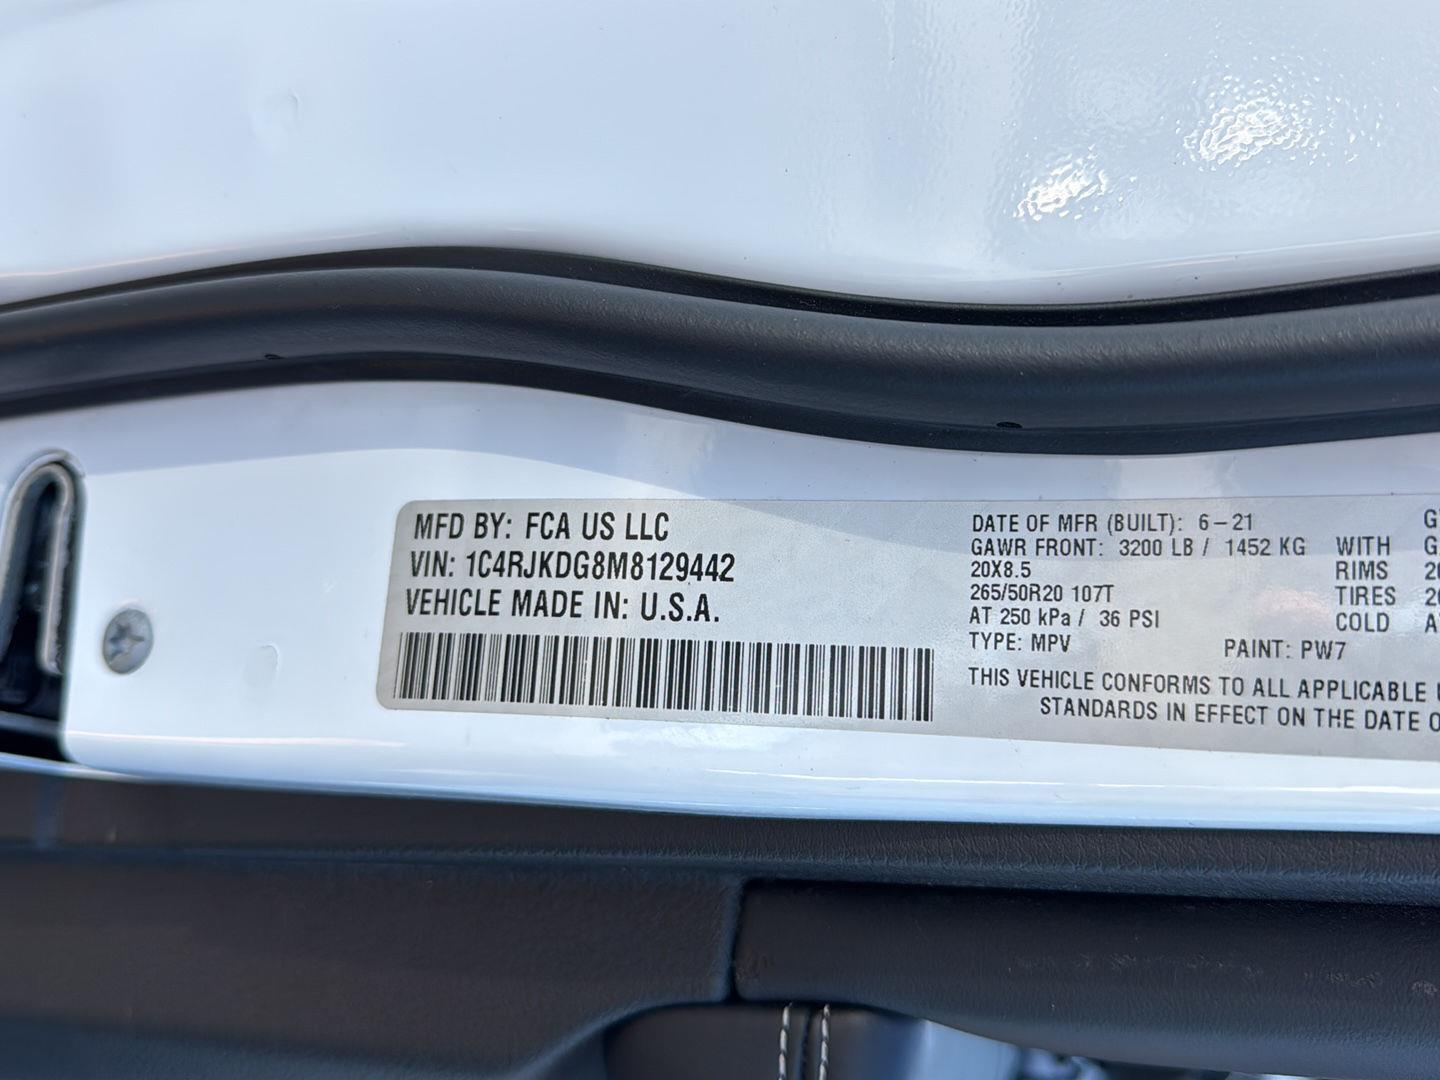 MFD BY: FCA US LLC
VIN: 1C4RJKDG8M8129442
VEHICLE MADE IN: U.S.A.
DATE OF MFR (BUILT): 6-21
GAWR FRONT: 3200 LB / 1452 KG WITH
20X8.5 RIMS
265/50R20 107T TIRES
AT 250 kPa / 36 PSI COLD
TYPE: MPV PAINT: PW7
THIS VEHICLE CONFORMS TO ALL APPLICABLE
STANDARDS IN EFFECT ON THE DATE